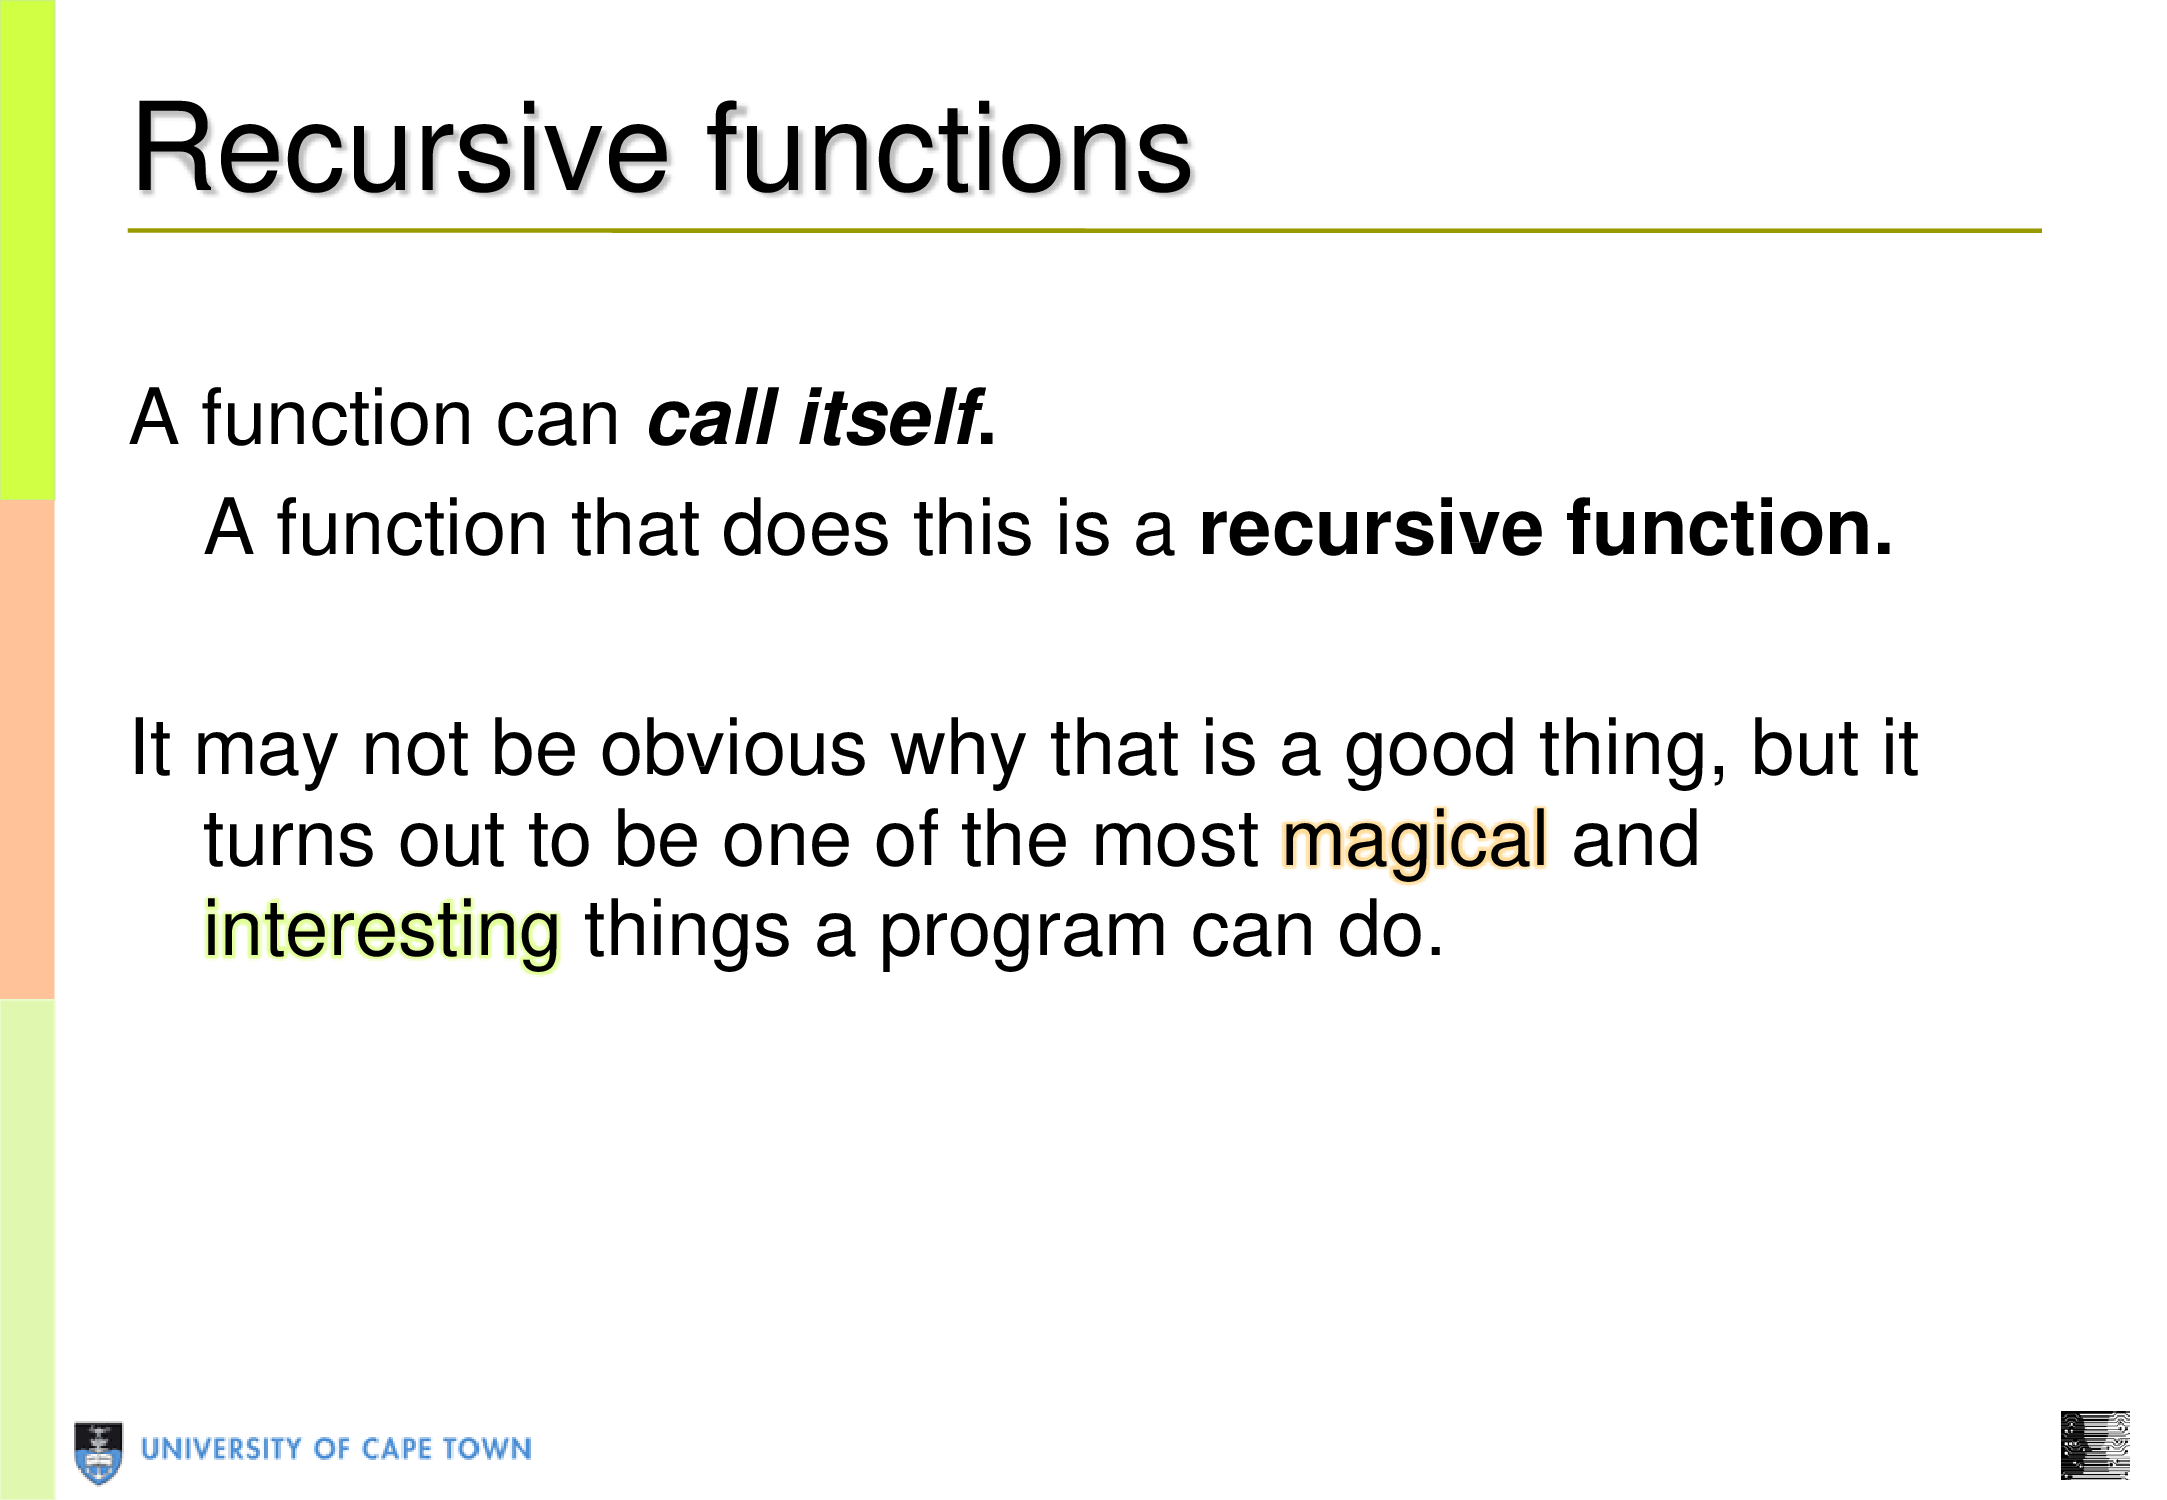 Recursive functions
A function can call itself.
A function that does this is a recursive function.
It may not be obvious why that is a good thing, but it
turns out to be one of the most magical and
interesting things a program can do.
UNIVERSITY OF CAPE TOWN